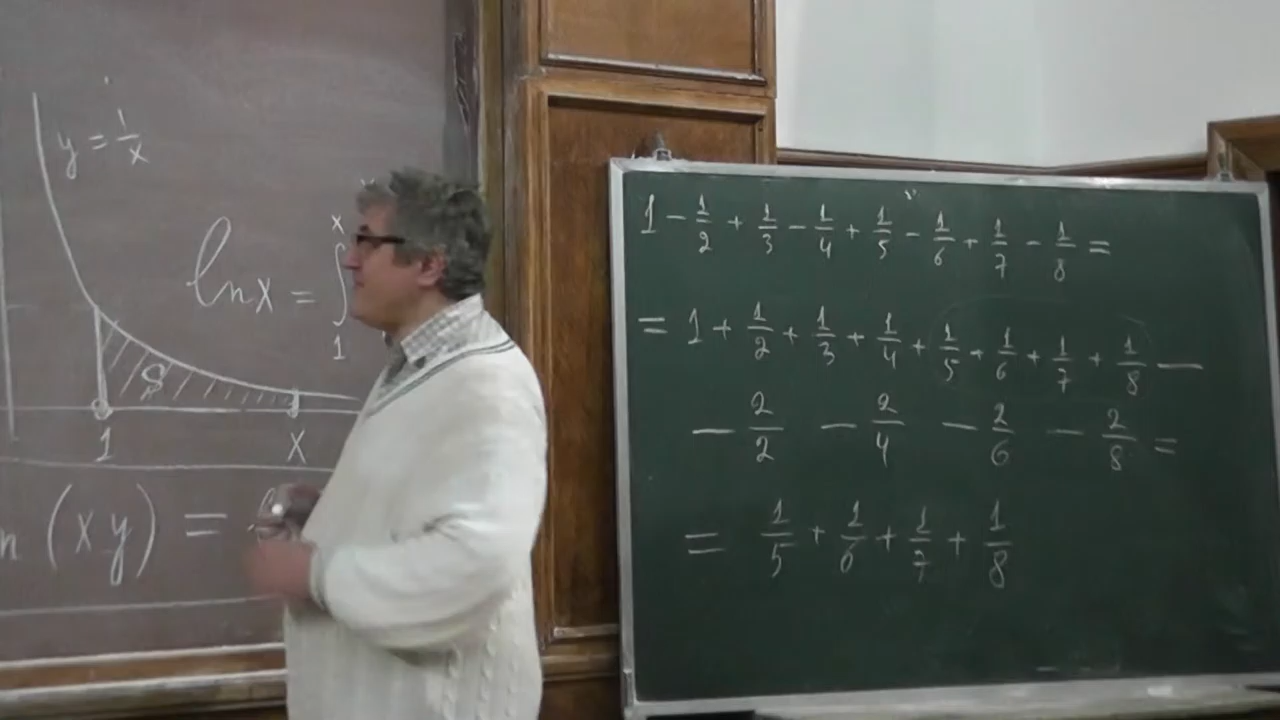 y = 1/x
ln x = ∫
x
1
S
1 x
(xy) =
1 - 1/2 + 1/3 - 1/4 + 1/5 - 1/6 + 1/7 - 1/8 =
= 1 + 1/2 + 1/3 + 1/4 + 1/5 + 1/6 + 1/7 + 1/8 —
— 2/2 — 2/4 — 2/6 — 2/8 =
= 1/5 + 1/6 + 1/7 + 1/8